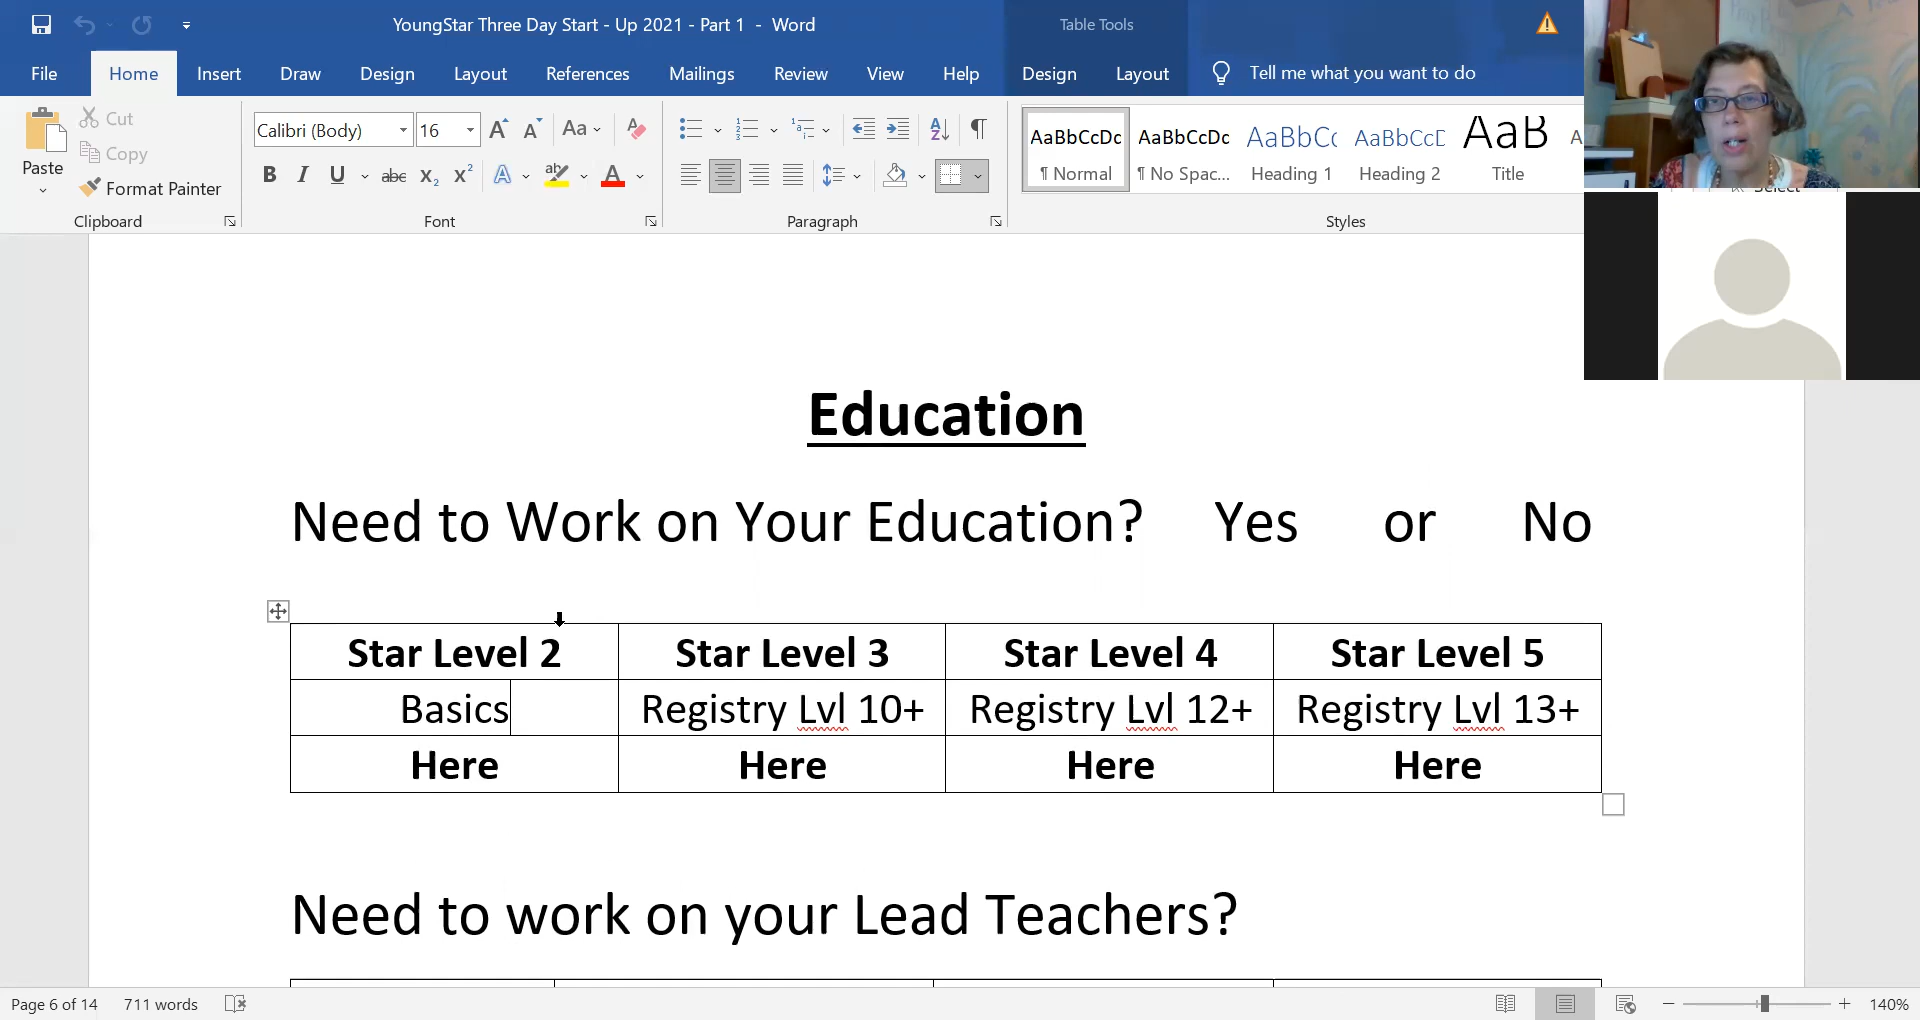 YoungStar Three Day Start - Up 2021 - Part 1 - Word
Table Tools
File Home Insert Draw Design Layout References Mailings Review View Help Design Layout Tell me what you want to do
Paste
Cut
Copy
Format Painter
Clipboard
Calibri (Body) 16
Font
Paragraph
AaBbCcDc AaBbCcDc AaBbCc AaBbCcD AaB
¶ Normal ¶ No Spac... Heading 1 Heading 2 Title
Styles
Select
Education
Need to Work on Your Education? Yes or No
Star Level 2 Star Level 3 Star Level 4 Star Level 5
Basics Registry Lvl 10+ Registry Lvl 12+ Registry Lvl 13+
Here Here Here Here
Need to work on your Lead Teachers?
Page 6 of 14 711 words 140%